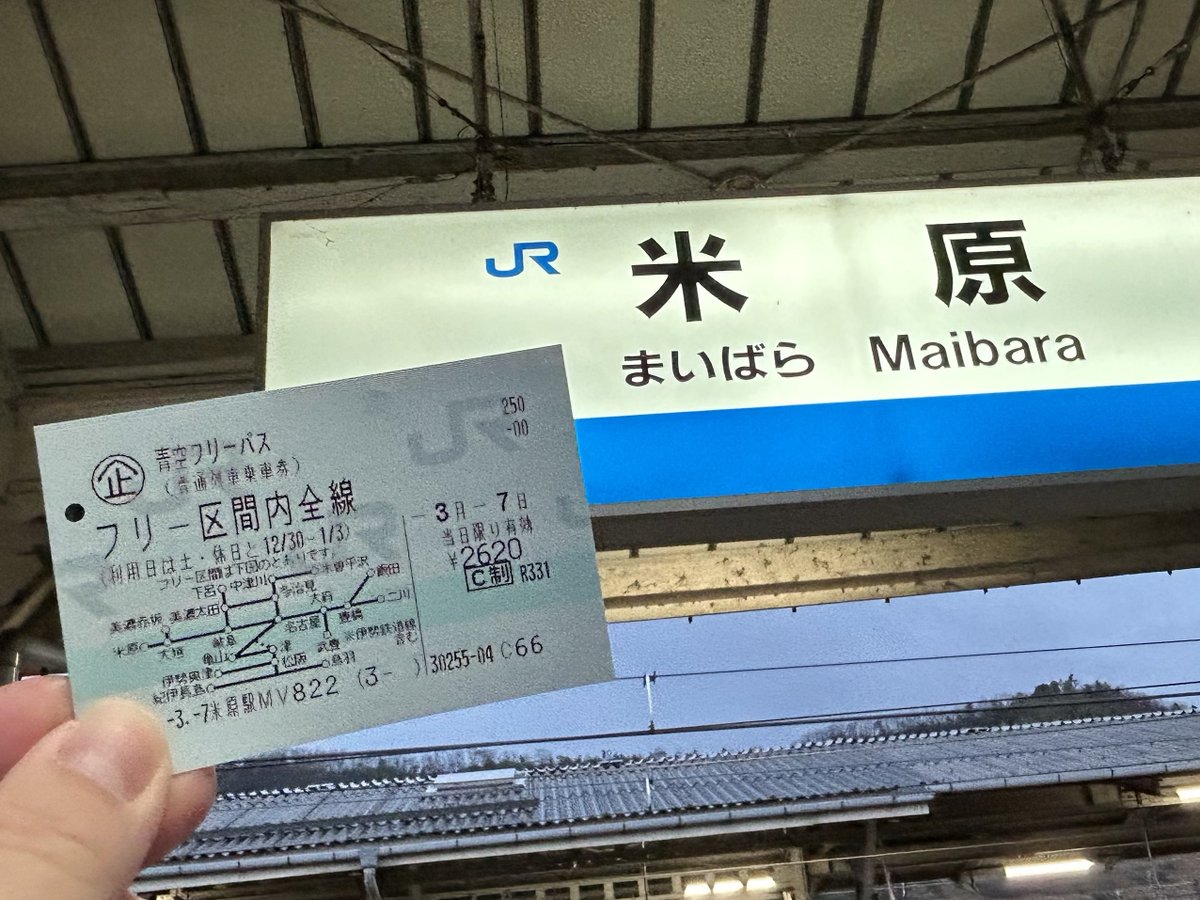 JR 米原
まいばら Maibara
250
-00
企 青空フリーパス
(普通列車乗車券)
フリー区間内全線
(利用日は土・休日と12/30~1/3)
フリー区間は下図のとおりです。
-3月-7日
当日限り有効
¥2620
C制 R331
下呂 中津川 木曽平沢 飯田
多治見
美濃赤坂 美濃太田 大府 二川
米原 大垣 岐阜 名古屋 豊橋
亀山 津 武豊 ※伊勢鉄道線
含む
伊勢奥津 松阪 鳥羽
紀伊長島
-3.-7米原駅MV822 (3- ) 30255-04 C66